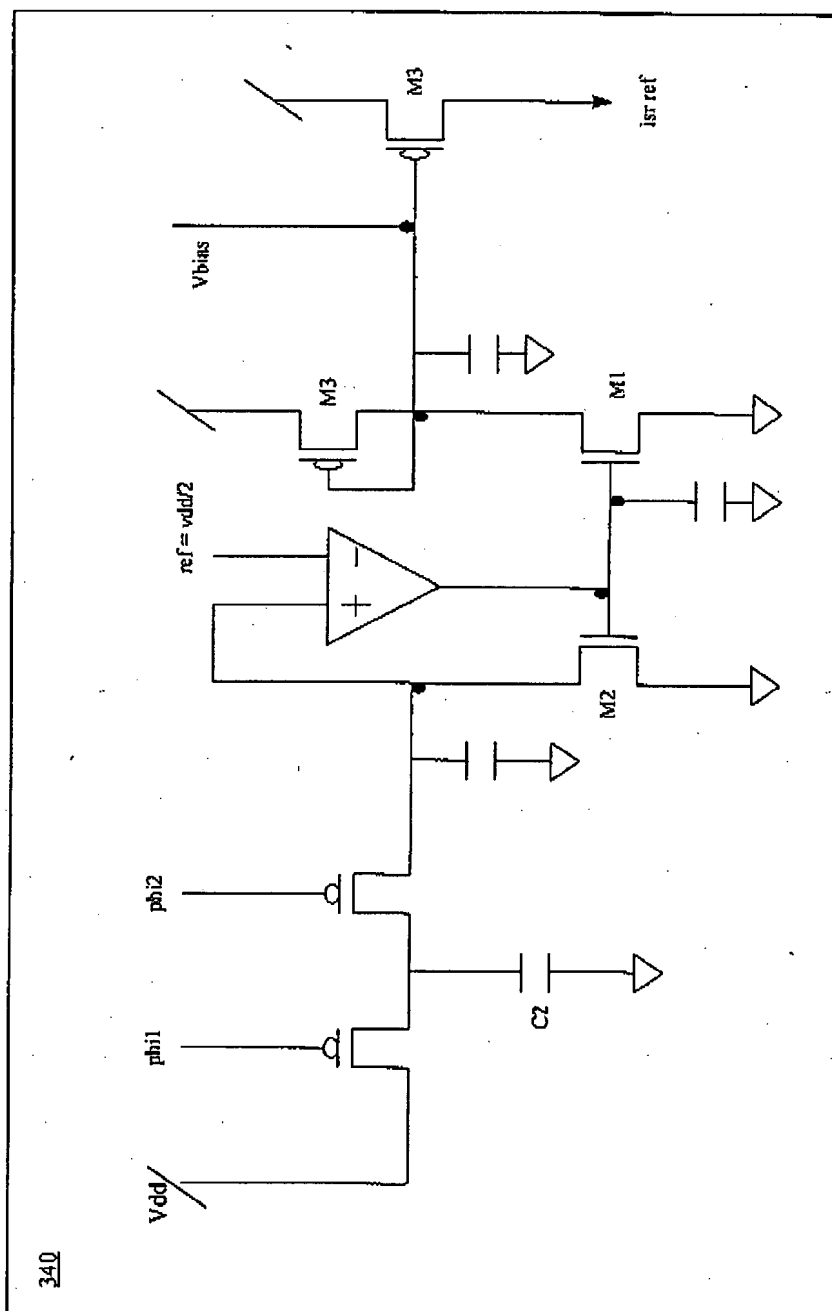 340
Vdd
phi1
phi2
C2
ref = vdd/2
+
−
M2
M3
M1
Vbias
M3
isr ref